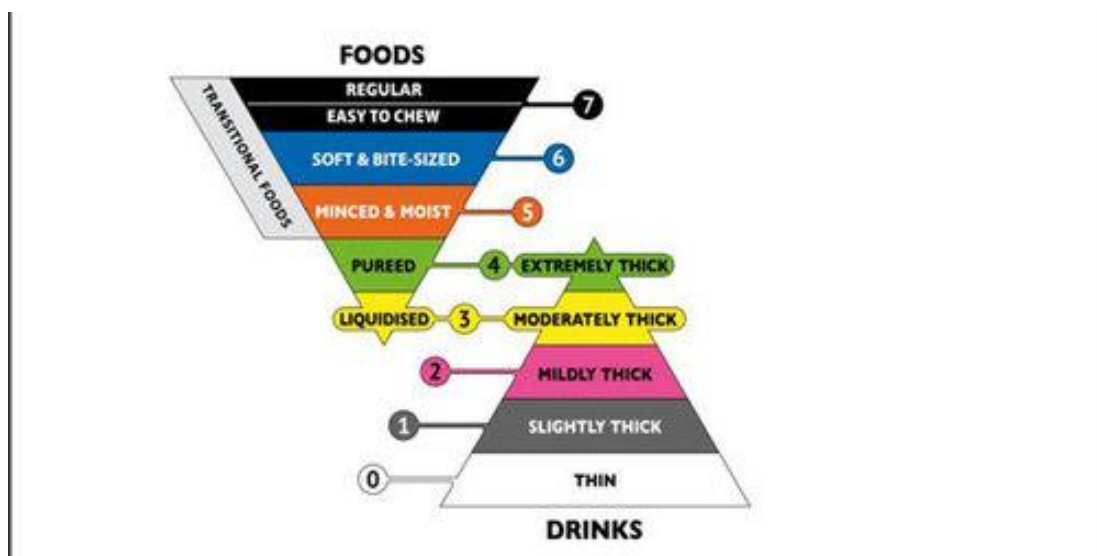 FOODS
REGULAR
EASY TO CHEW
7
TRANSITIONAL FOODS
SOFT & BITE-SIZED
6
MINCED & MOIST
5
PUREED
4
EXTREMELY THICK
LIQUIDISED
3
MODERATELY THICK
2
MILDLY THICK
1
SLIGHTLY THICK
0
THIN
DRINKS